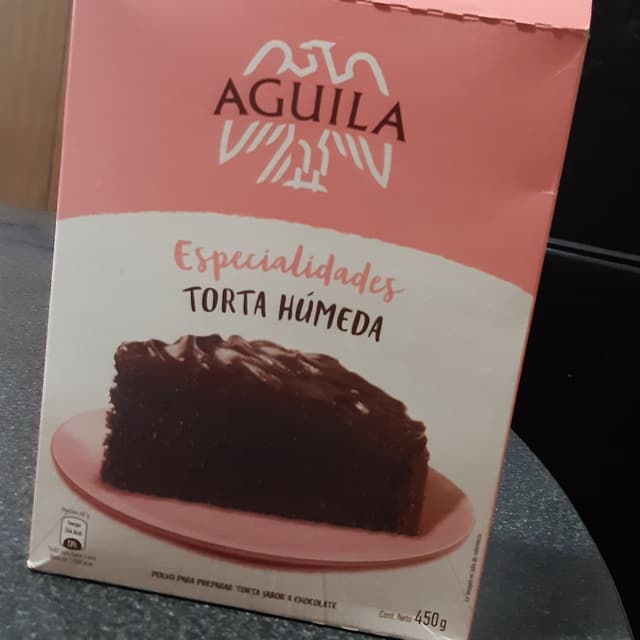 AGUILA
Especialidades
TORTA HÚMEDA
POLVO PARA PREPARAR TORTA SABOR A CHOCOLATE
Cont. Neto 450g